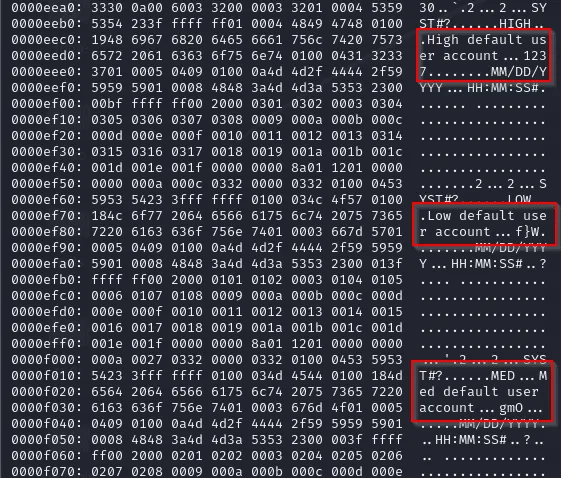 0000eea0: 3330 0a00 6003 3200 0003 3201 0004 5359 30..`.2...2...SY
0000eeb0: 5354 233f ffff ff01 0004 4849 4748 0100 ST#?......HIGH..
0000eec0: 1948 6967 6820 6465 6661 756c 7420 7573 .High default us
0000eed0: 6572 2061 6363 6f75 6e74 0100 0431 3233 er account...123
0000eee0: 3701 0005 0409 0100 0a4d 4d2f 4444 2f59 7........MM/DD/Y
0000eef0: 5959 5901 0008 4848 3a4d 4d3a 5353 2300 YYY...HH:MM:SS#.
0000ef00: 00bf ffff ff00 2000 0301 0302 0003 0304 ...... .........
0000ef10: 0305 0306 0307 0308 0009 000a 000b 000c ................
0000ef20: 000d 000e 000f 0010 0011 0012 0013 0314 ................
0000ef30: 0315 0316 0317 0018 0019 001a 001b 001c ................
0000ef40: 001d 001e 001f 0000 0000 8a01 1201 0000 ................
0000ef50: 0000 000a 000c 0332 0000 0332 0100 0453 .......2...2...S
0000ef60: 5953 5423 3fff ffff 0100 034c 4f57 0100 YST#?......LOW..
0000ef70: 184c 6f77 2064 6566 6175 6c74 2075 7365 .Low default use
0000ef80: 7220 6163 636f 756e 7401 0003 667d 5701 r account...f}W.
0000ef90: 0005 0409 0100 0a4d 4d2f 4444 2f59 5959 .......MM/DD/YYY
0000efa0: 5901 0008 4848 3a4d 4d3a 5353 2300 013f Y...HH:MM:SS#..?
0000efb0: ffff ff00 2000 0101 0102 0003 0104 0105 .... ...........
0000efc0: 0006 0107 0108 0009 000a 000b 000c 000d ................
0000efd0: 000e 000f 0010 0011 0012 0013 0014 0015 ................
0000efe0: 0016 0017 0018 0019 001a 001b 001c 001d ................
0000eff0: 001e 001f 0000 0000 8a01 1201 0000 0000 ................
0000f000: 000a 0027 0332 0000 0332 0100 0453 5953 ...'.2...2...SYS
0000f010: 5423 3fff ffff 0100 034d 4544 0100 184d T#?......MED...M
0000f020: 6564 2064 6566 6175 6c74 2075 7365 7220 ed default user
0000f030: 6163 636f 756e 7401 0003 676d 4f01 0005 account...gmO...
0000f040: 0409 0100 0a4d 4d2f 4444 2f59 5959 5901 .....MM/DD/YYYY.
0000f050: 0008 4848 3a4d 4d3a 5353 2300 003f ffff ..HH:MM:SS#..?..
0000f060: ff00 2000 0201 0202 0003 0204 0205 0206 .. .............
0000f070: 0207 0208 0009 000a 000b 000c 000d 000e ................